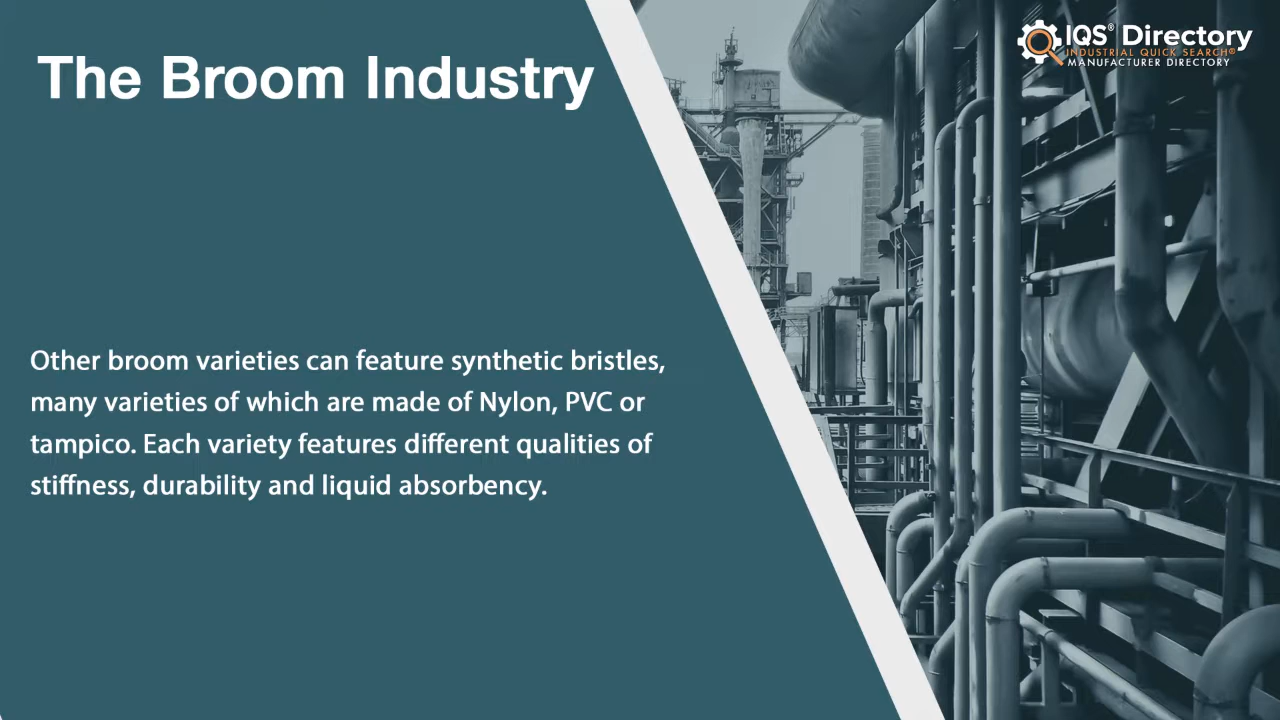 The Broom Industry
IQS® Directory
INDUSTRIAL QUICK SEARCH®
MANUFACTURER DIRECTORY
Other broom varieties can feature synthetic bristles,
many varieties of which are made of Nylon, PVC or
tampico. Each variety features different qualities of
stiffness, durability and liquid absorbency.